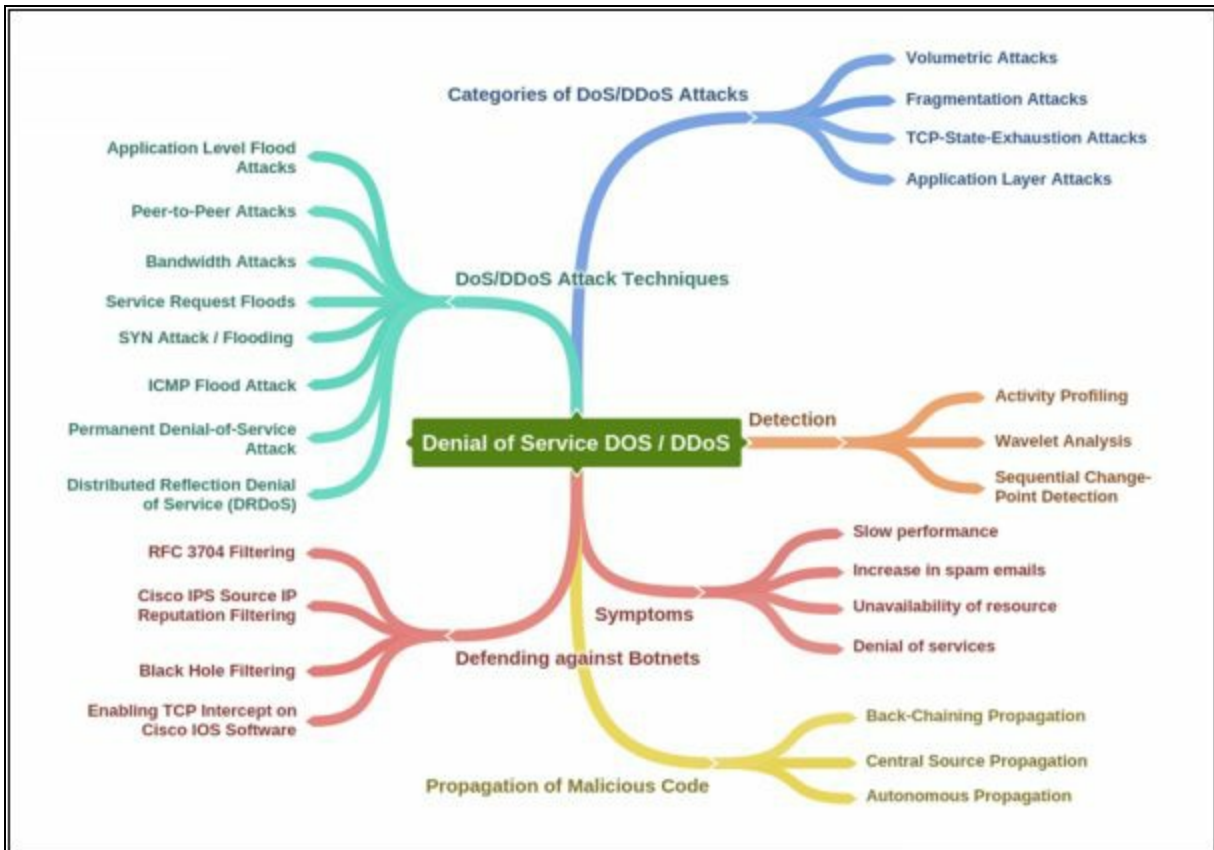 Categories of DoS/DDoS Attacks
Volumetric Attacks
Fragmentation Attacks
TCP-State-Exhaustion Attacks
Application Layer Attacks
DoS/DDoS Attack Techniques
Application Level Flood
Attacks
Peer-to-Peer Attacks
Bandwidth Attacks
Service Request Floods
SYN Attack / Flooding
ICMP Flood Attack
Permanent Denial-of-Service
Attack
Distributed Reflection Denial
of Service (DRDoS)
Denial of Service DOS / DDoS
Detection
Activity Profiling
Wavelet Analysis
Sequential Change-
Point Detection
Symptoms
Slow performance
Increase in spam emails
Unavailability of resource
Denial of services
Defending against Botnets
RFC 3704 Filtering
Cisco IPS Source IP
Reputation Filtering
Black Hole Filtering
Enabling TCP Intercept on
Cisco IOS Software
Propagation of Malicious Code
Back-Chaining Propagation
Central Source Propagation
Autonomous Propagation